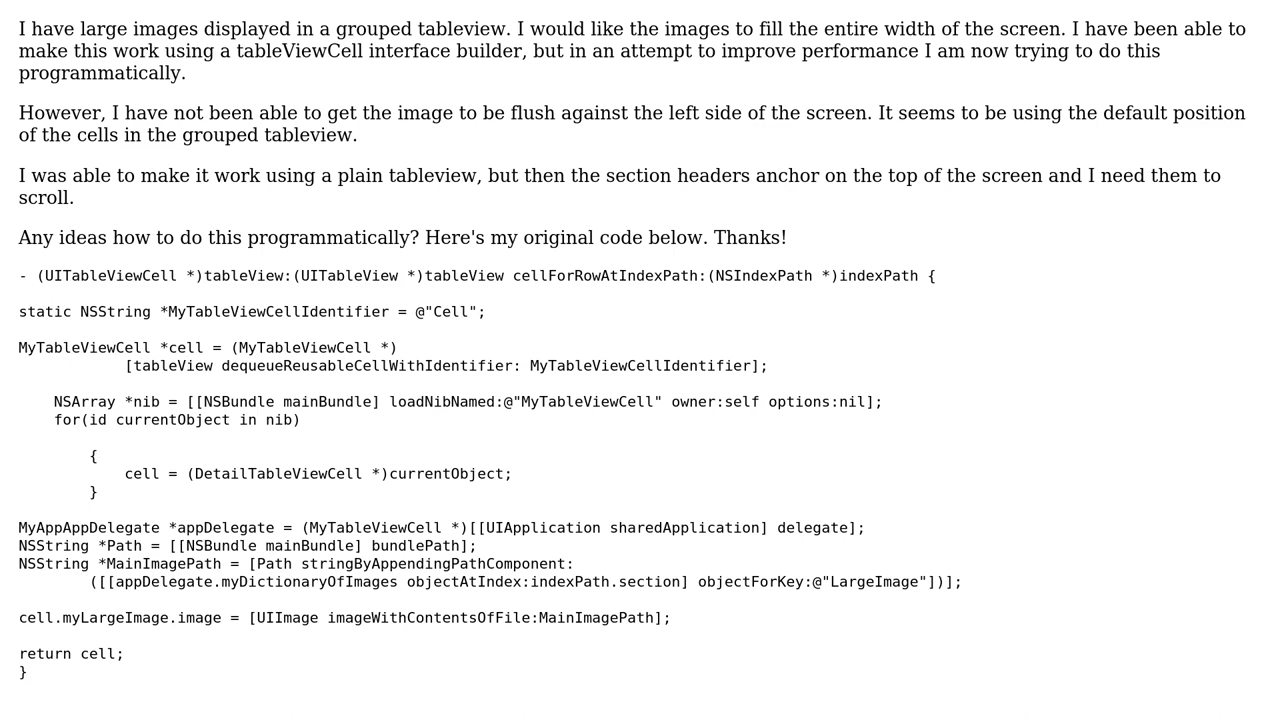 I have large images displayed in a grouped tableview. I would like the images to fill the entire width of the screen. I have been able to
make this work using a tableViewCell interface builder, but in an attempt to improve performance I am now trying to do this
programmatically.
However, I have not been able to get the image to be flush against the left side of the screen. It seems to be using the default position
of the cells in the grouped tableview.
I was able to make it work using a plain tableview, but then the section headers anchor on the top of the screen and I need them to
scroll.
Any ideas how to do this programmatically? Here's my original code below. Thanks!
- (UITableViewCell *)tableView:(UITableView *)tableView cellForRowAtIndexPath:(NSIndexPath *)indexPath {
static NSString *MyTableViewCellIdentifier = @"Cell";
MyTableViewCell *cell = (MyTableViewCell *)
            [tableView dequeueReusableCellWithIdentifier: MyTableViewCellIdentifier];
    NSArray *nib = [[NSBundle mainBundle] loadNibNamed:@"MyTableViewCell" owner:self options:nil];
    for(id currentObject in nib)
        {
            cell = (DetailTableViewCell *)currentObject;
        }
MyAppAppDelegate *appDelegate = (MyTableViewCell *)[[UIApplication sharedApplication] delegate];
NSString *Path = [[NSBundle mainBundle] bundlePath];
NSString *MainImagePath = [Path stringByAppendingPathComponent:
        ([[appDelegate.myDictionaryOfImages objectAtIndex:indexPath.section] objectForKey:@"LargeImage"])];
cell.myLargeImage.image = [UIImage imageWithContentsOfFile:MainImagePath];
return cell;
}